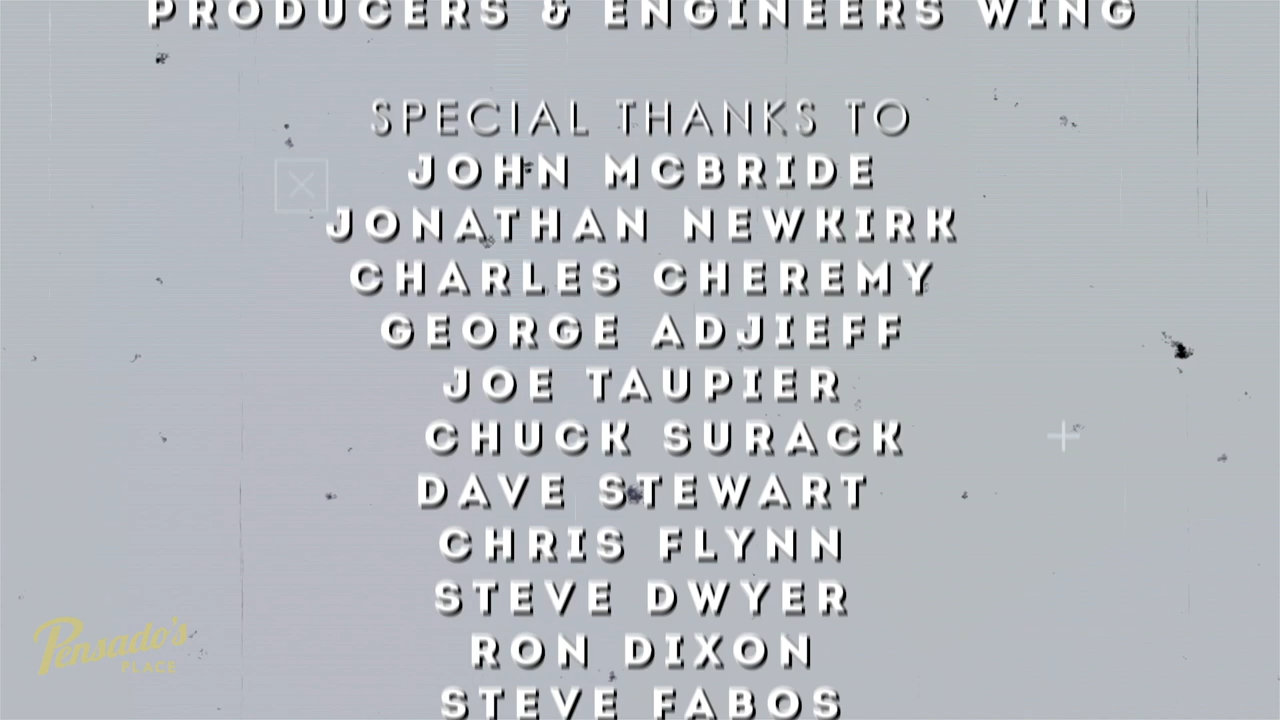 PRODUCERS & ENGINEERS WING
SPECIAL THANKS TO
JOHN MCBRIDE
JONATHAN NEWKIRK
CHARLES CHEREMY
GEORGE ADJIEFF
JOE TAUPIER
CHUCK SURACK
DAVE STEWART
CHRIS FLYNN
STEVE DWYER
RON DIXON
STEVE FABOS
Pensado's
PLACE